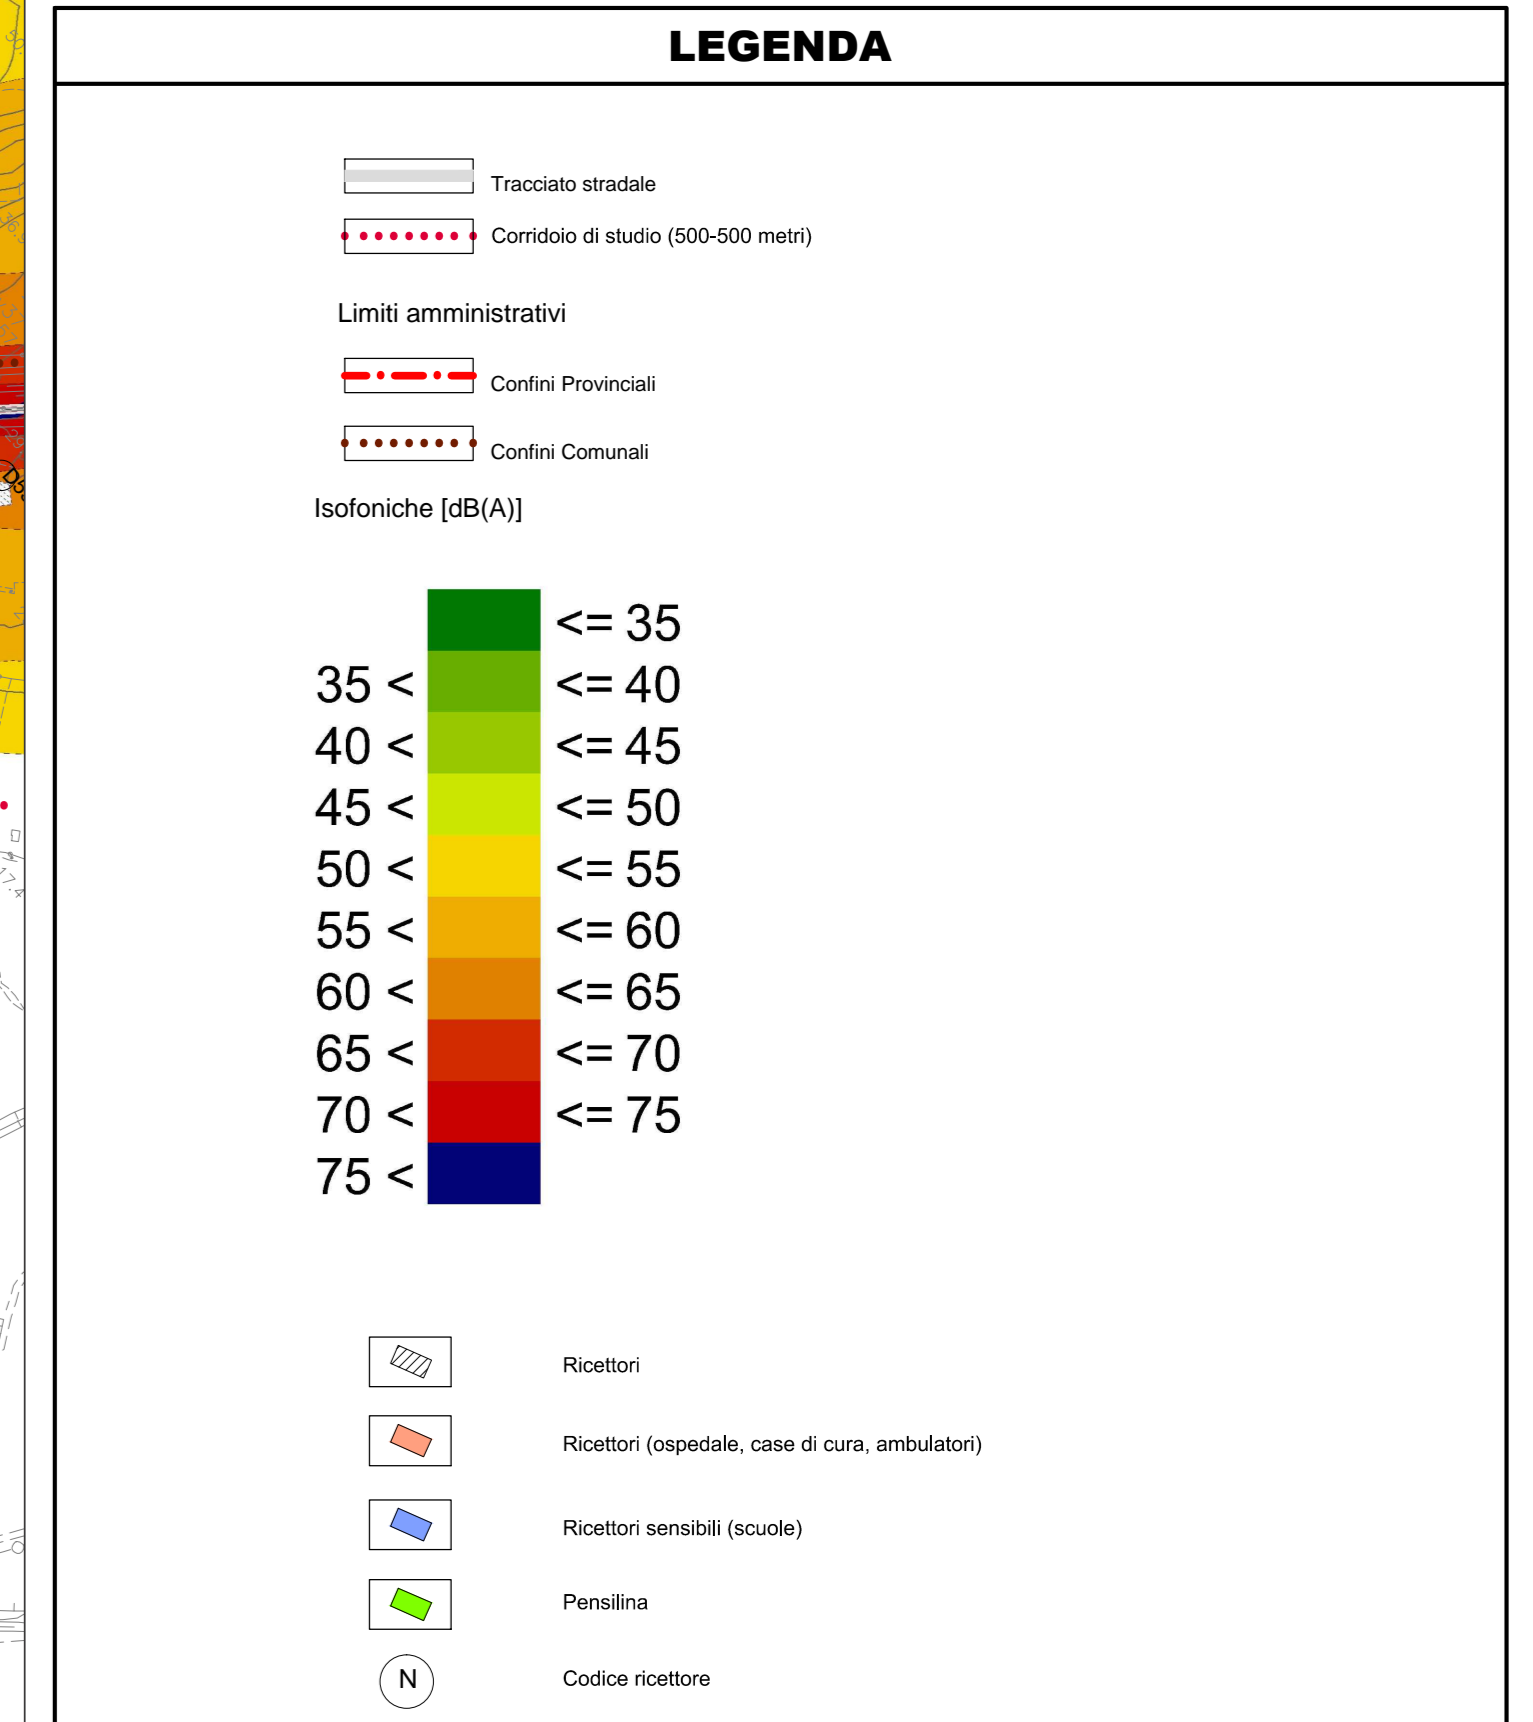 LEGENDA
Tracciato stradale
Corridoio di studio (500-500 metri)
Limiti amministrativi
Confini Provinciali
Confini Comunali
Isofoniche [dB(A)]
<= 35
35 < <= 40
40 < <= 45
45 < <= 50
50 < <= 55
55 < <= 60
60 < <= 65
65 < <= 70
70 < <= 75
75 <
Ricettori
Ricettori (ospedale, case di cura, ambulatori)
Ricettori sensibili (scuole)
Pensilina
N Codice ricettore
17.4